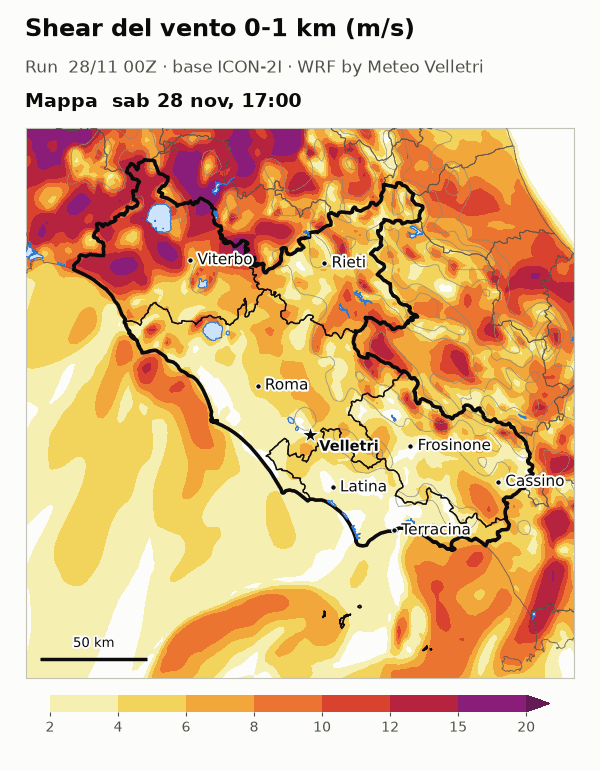 Shear del vento 0-1 km (m/s)
Run  28/11 00Z · base ICON-2I · WRF by Meteo Velletri
Mappa  sab 28 nov, 17:00
Viterbo
Rieti
Roma
Velletri
Frosinone
Latina
Cassino
Terracina
50 km
2 4 6 8 10 12 15 20